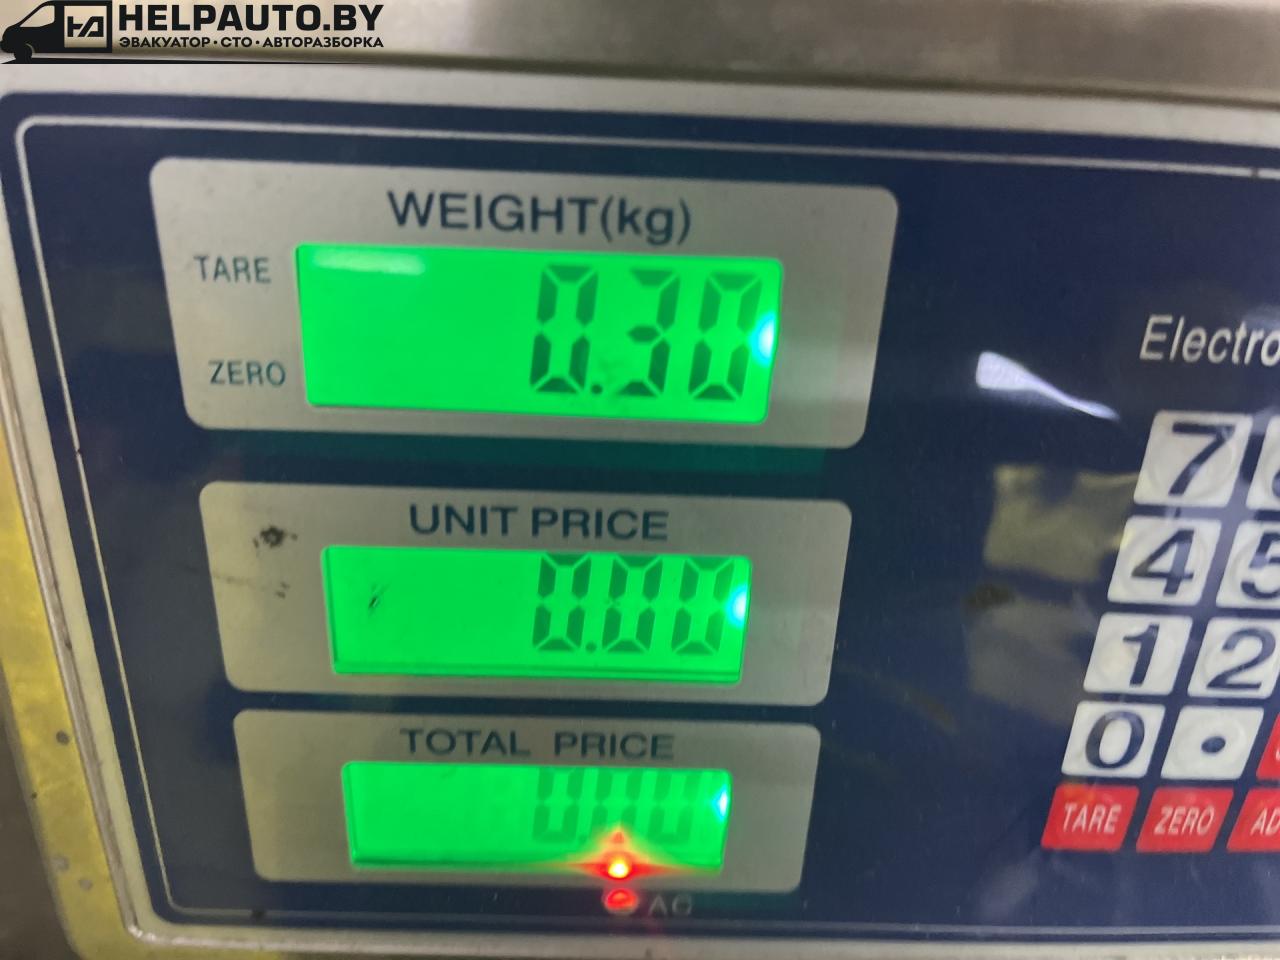 HELPAUTO.BY
ЭВАКУАТОР·СТО·АВТОРАЗБОРКА
WEIGHT(kg)
TARE
0.30
ZERO
Electro
UNIT PRICE
0.00
TOTAL PRICE
0.00
AC
7
4 5
1 2
0 .
TARE ZERO AD